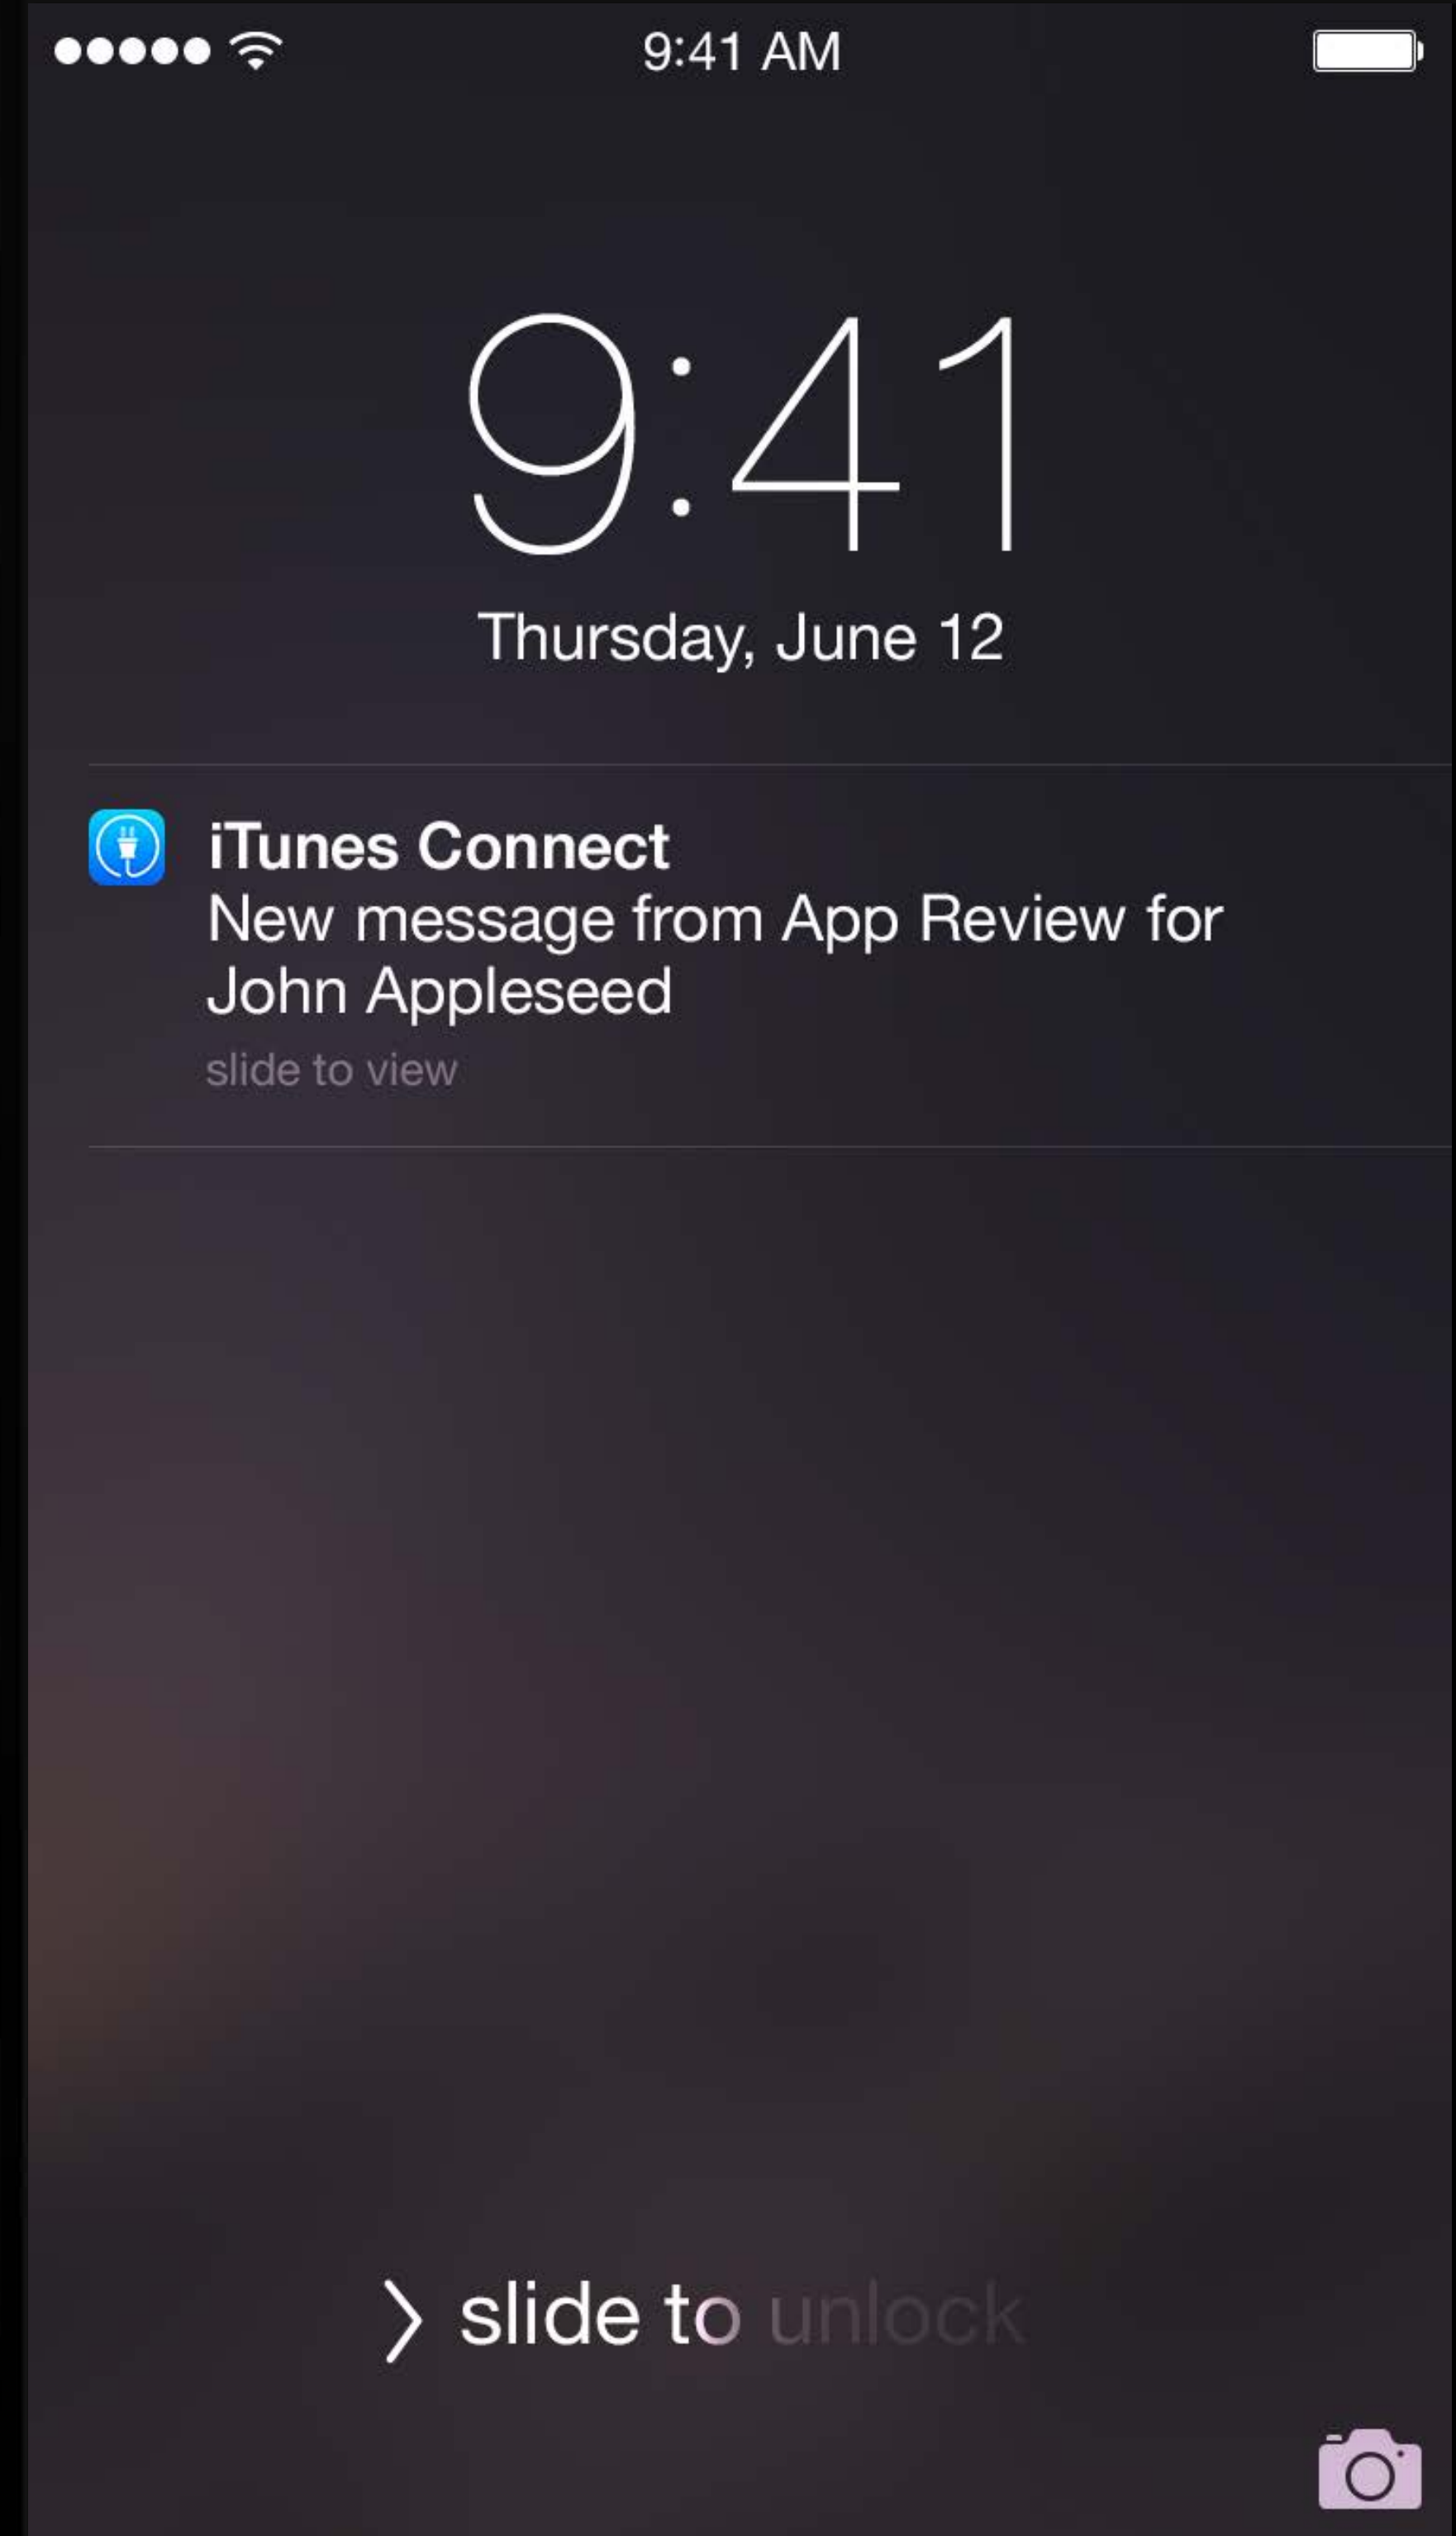 9:41 AM
9:41
Thursday, June 12
iTunes Connect
New message from App Review for
John Appleseed
slide to view
slide to unlock